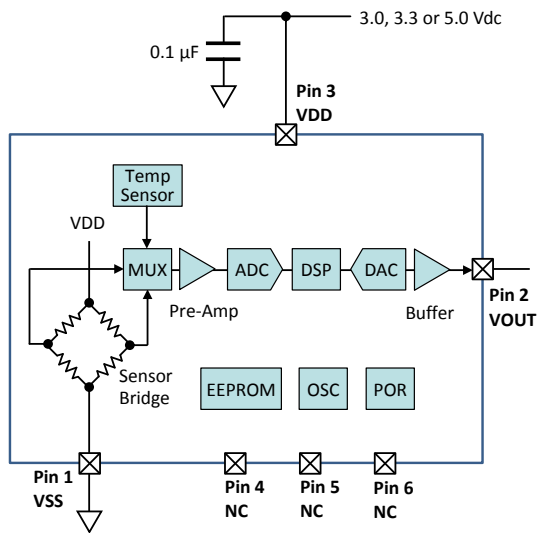 3.0, 3.3 or 5.0 Vdc
0.1 µF
Pin 3
VDD
Temp
Sensor
VDD
MUX
ADC
DSP
DAC
Pre-Amp
Buffer
Pin 2
VOUT
Sensor
Bridge
EEPROM
OSC
POR
Pin 1
VSS
Pin 4
NC
Pin 5
NC
Pin 6
NC